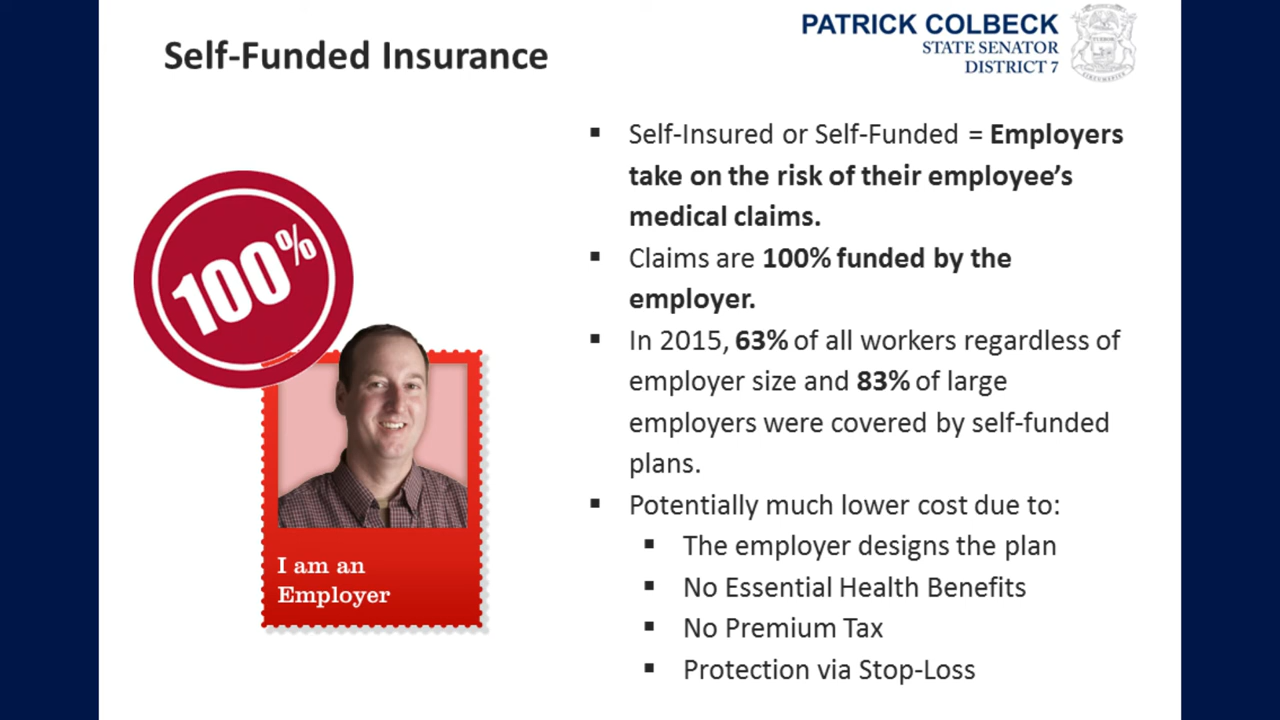 PATRICK COLBECK
STATE SENATOR
DISTRICT 7
Self-Funded Insurance
▪ Self-Insured or Self-Funded = Employers
take on the risk of their employee’s
medical claims.
▪ Claims are 100% funded by the
employer.
▪ In 2015, 63% of all workers regardless of
employer size and 83% of large
employers were covered by self-funded
plans.
▪ Potentially much lower cost due to:
▪ The employer designs the plan
▪ No Essential Health Benefits
▪ No Premium Tax
▪ Protection via Stop-Loss
100%
I am an
Employer